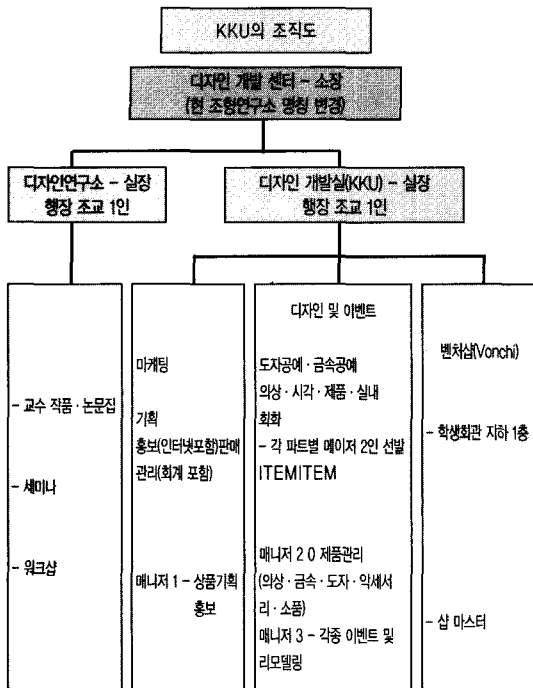 KKU의 조직도
디자인 개발 센터 - 소장
(현 조형연구소 명칭 변경)
디자인연구소 - 실장
행장 조교 1인
디자인 개발실(KKU) - 실장
행장 조교 1인
- 교수 작품 · 논문집
- 세미나
- 워크샵
마케팅
기획
홍보(인터넷포함)판매
관리(회계 포함)
매니저 1 - 상품기획
홍보
디자인 및 이벤트
도자공예 · 금속공예
의상 · 시각 · 제품 · 실내
회화
- 각 파트별 메이저 2인 선발
ITEMITEM
매니저 2 0 제품관리
(의상 · 금속 · 도자 · 악세서
리 · 소품)
매니저 3 - 각종 이벤트 및
리모델링
벤처샵(Vonchi)
- 학생회관 지하 1층
- 샵 마스터